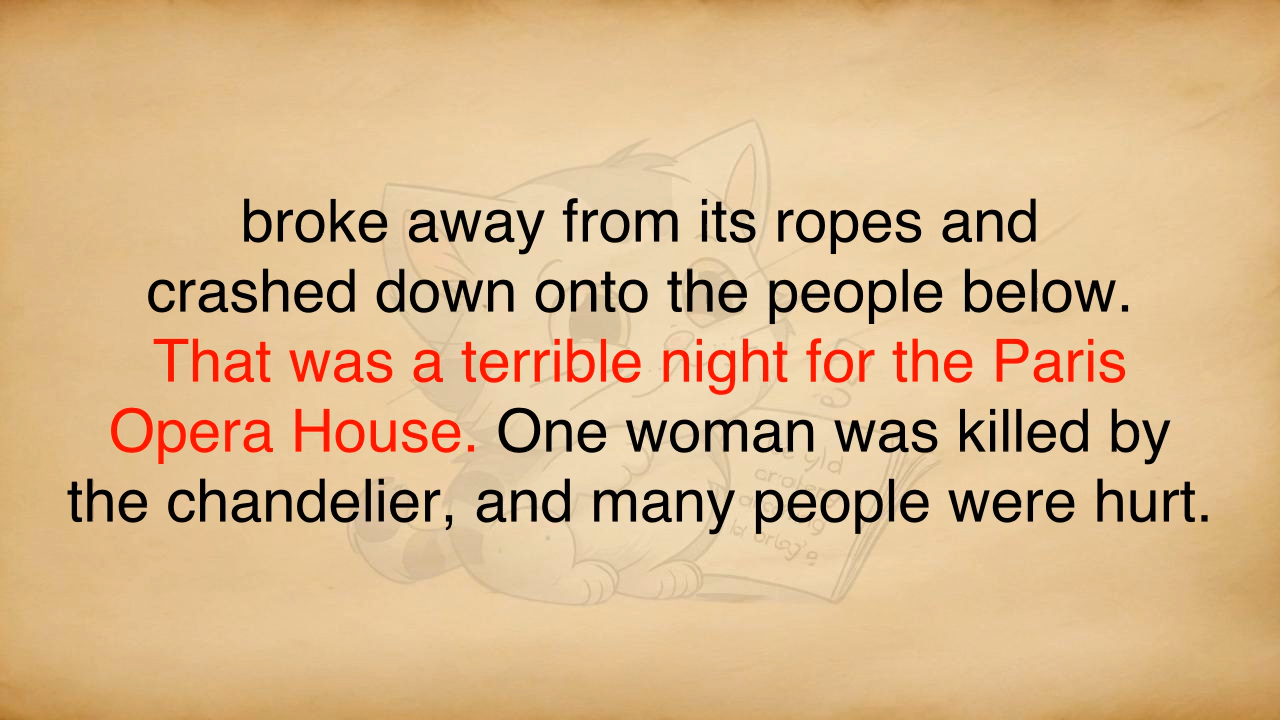 broke away from its ropes and
crashed down onto the people below.
That was a terrible night for the Paris
Opera House. One woman was killed by
the chandelier, and many people were hurt.